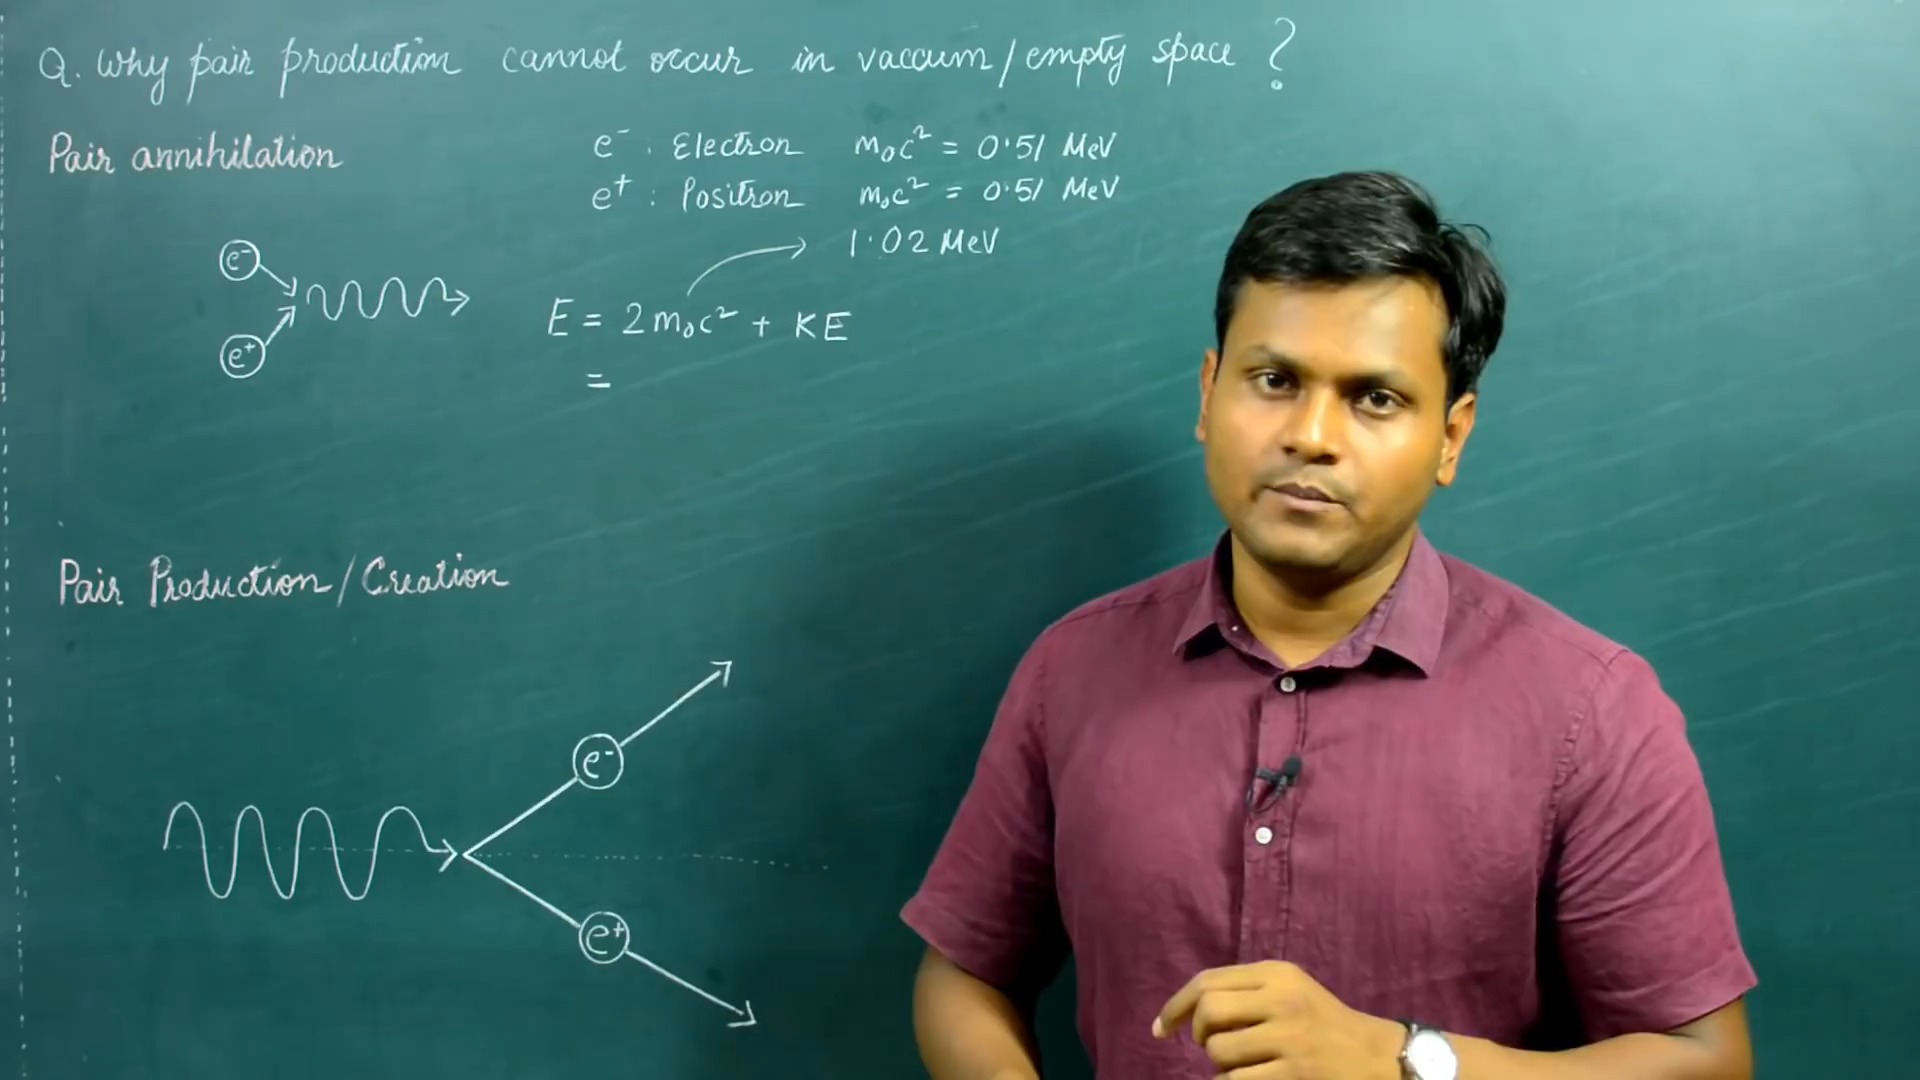 Q. Why pair production cannot occur in vaccum/empty space?
Pair annihilation
e⁻ : Electron m₀c² = 0.51 MeV
e⁺ : Positron m₀c² = 0.51 MeV
1.02 MeV
e⁻
e⁺
E = 2m₀c² + KE
=
Pair Production/Creation
e⁻
e⁺